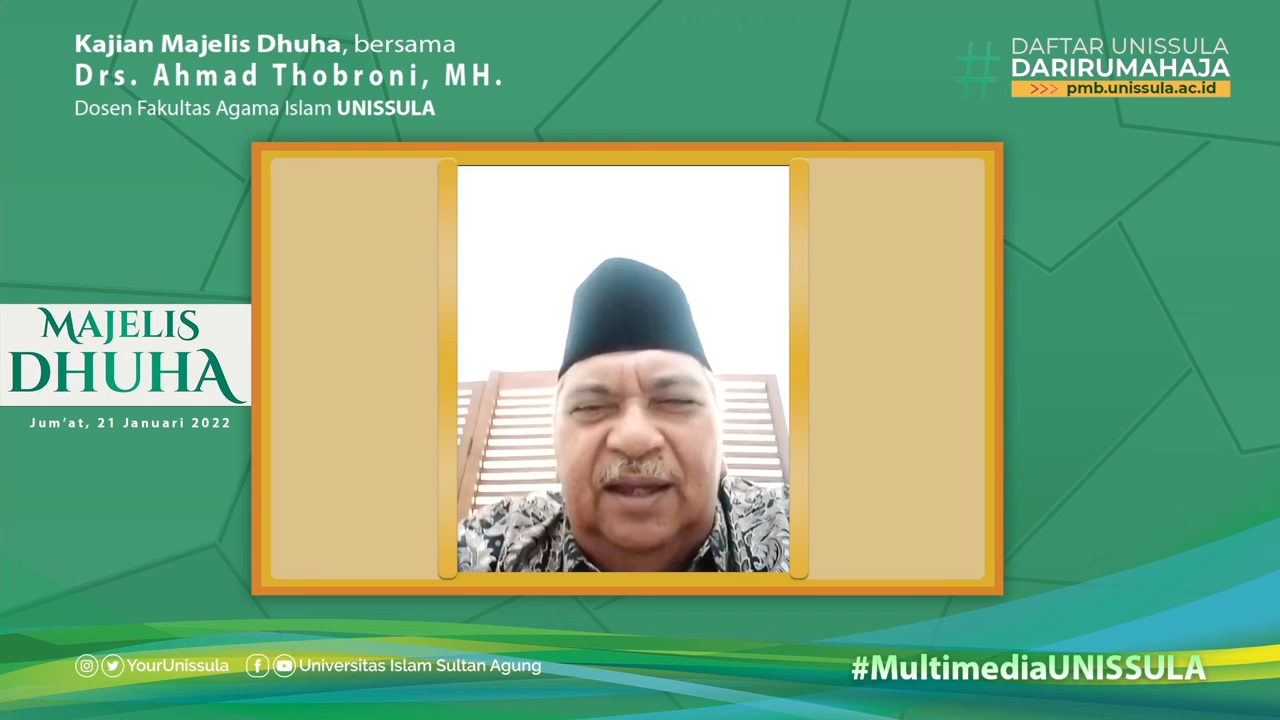 Kajian Majelis Dhuha, bersama
Drs. Ahmad Thobroni, MH.
Dosen Fakultas Agama Islam UNISSULA
# DAFTAR UNISSULA
DARIRUMAHAJA
>>> pmb.unissula.ac.id
MAJELIS
DHUHA
Jum'at, 21 Januari 2022
YourUnissula Universitas Islam Sultan Agung
#MultimediaUNISSULA